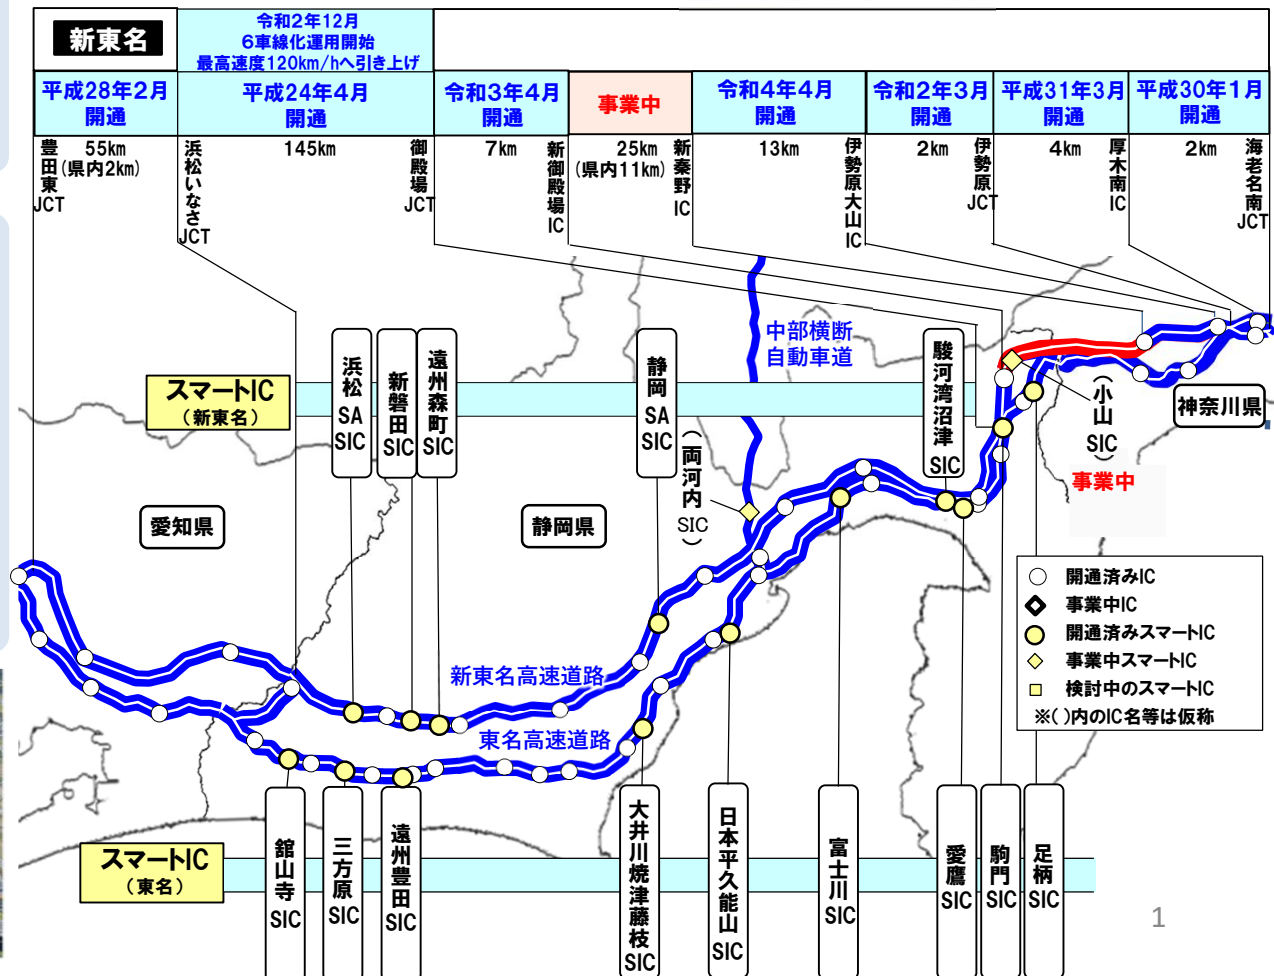 新東名
令和2年12月
6車線化運用開始
最高速度120km/hへ引き上げ
平成28年2月
開通
平成24年4月
開通
令和3年4月
開通
事業中
令和4年4月
開通
令和2年3月
開通
平成31年3月
開通
平成30年1月
開通
豊田東JCT
55km
(県内2km)
浜松いなさJCT
145km
御殿場JCT
7km
新御殿場IC
25km
(県内11km)
新秦野IC
13km
伊勢原大山IC
2km
伊勢原JCT
4km
厚木南IC
2km
海老名南JCT
中部横断
自動車道
スマートIC
(新東名)
浜松SASIC
新磐田SIC
遠州森町SIC
静岡SASIC
(両河内SIC)
駿河湾沼津SIC
(小山SIC)
事業中
神奈川県
愛知県
静岡県
新東名高速道路
東名高速道路
開通済みIC
事業中IC
開通済みスマートIC
事業中スマートIC
検討中のスマートIC
※( )内のIC名等は仮称
スマートIC
(東名)
舘山寺SIC
三方原SIC
遠州豊田SIC
大井川焼津藤枝SIC
日本平久能山SIC
富士川SIC
愛鷹SIC
駒門SIC
足柄SIC
1